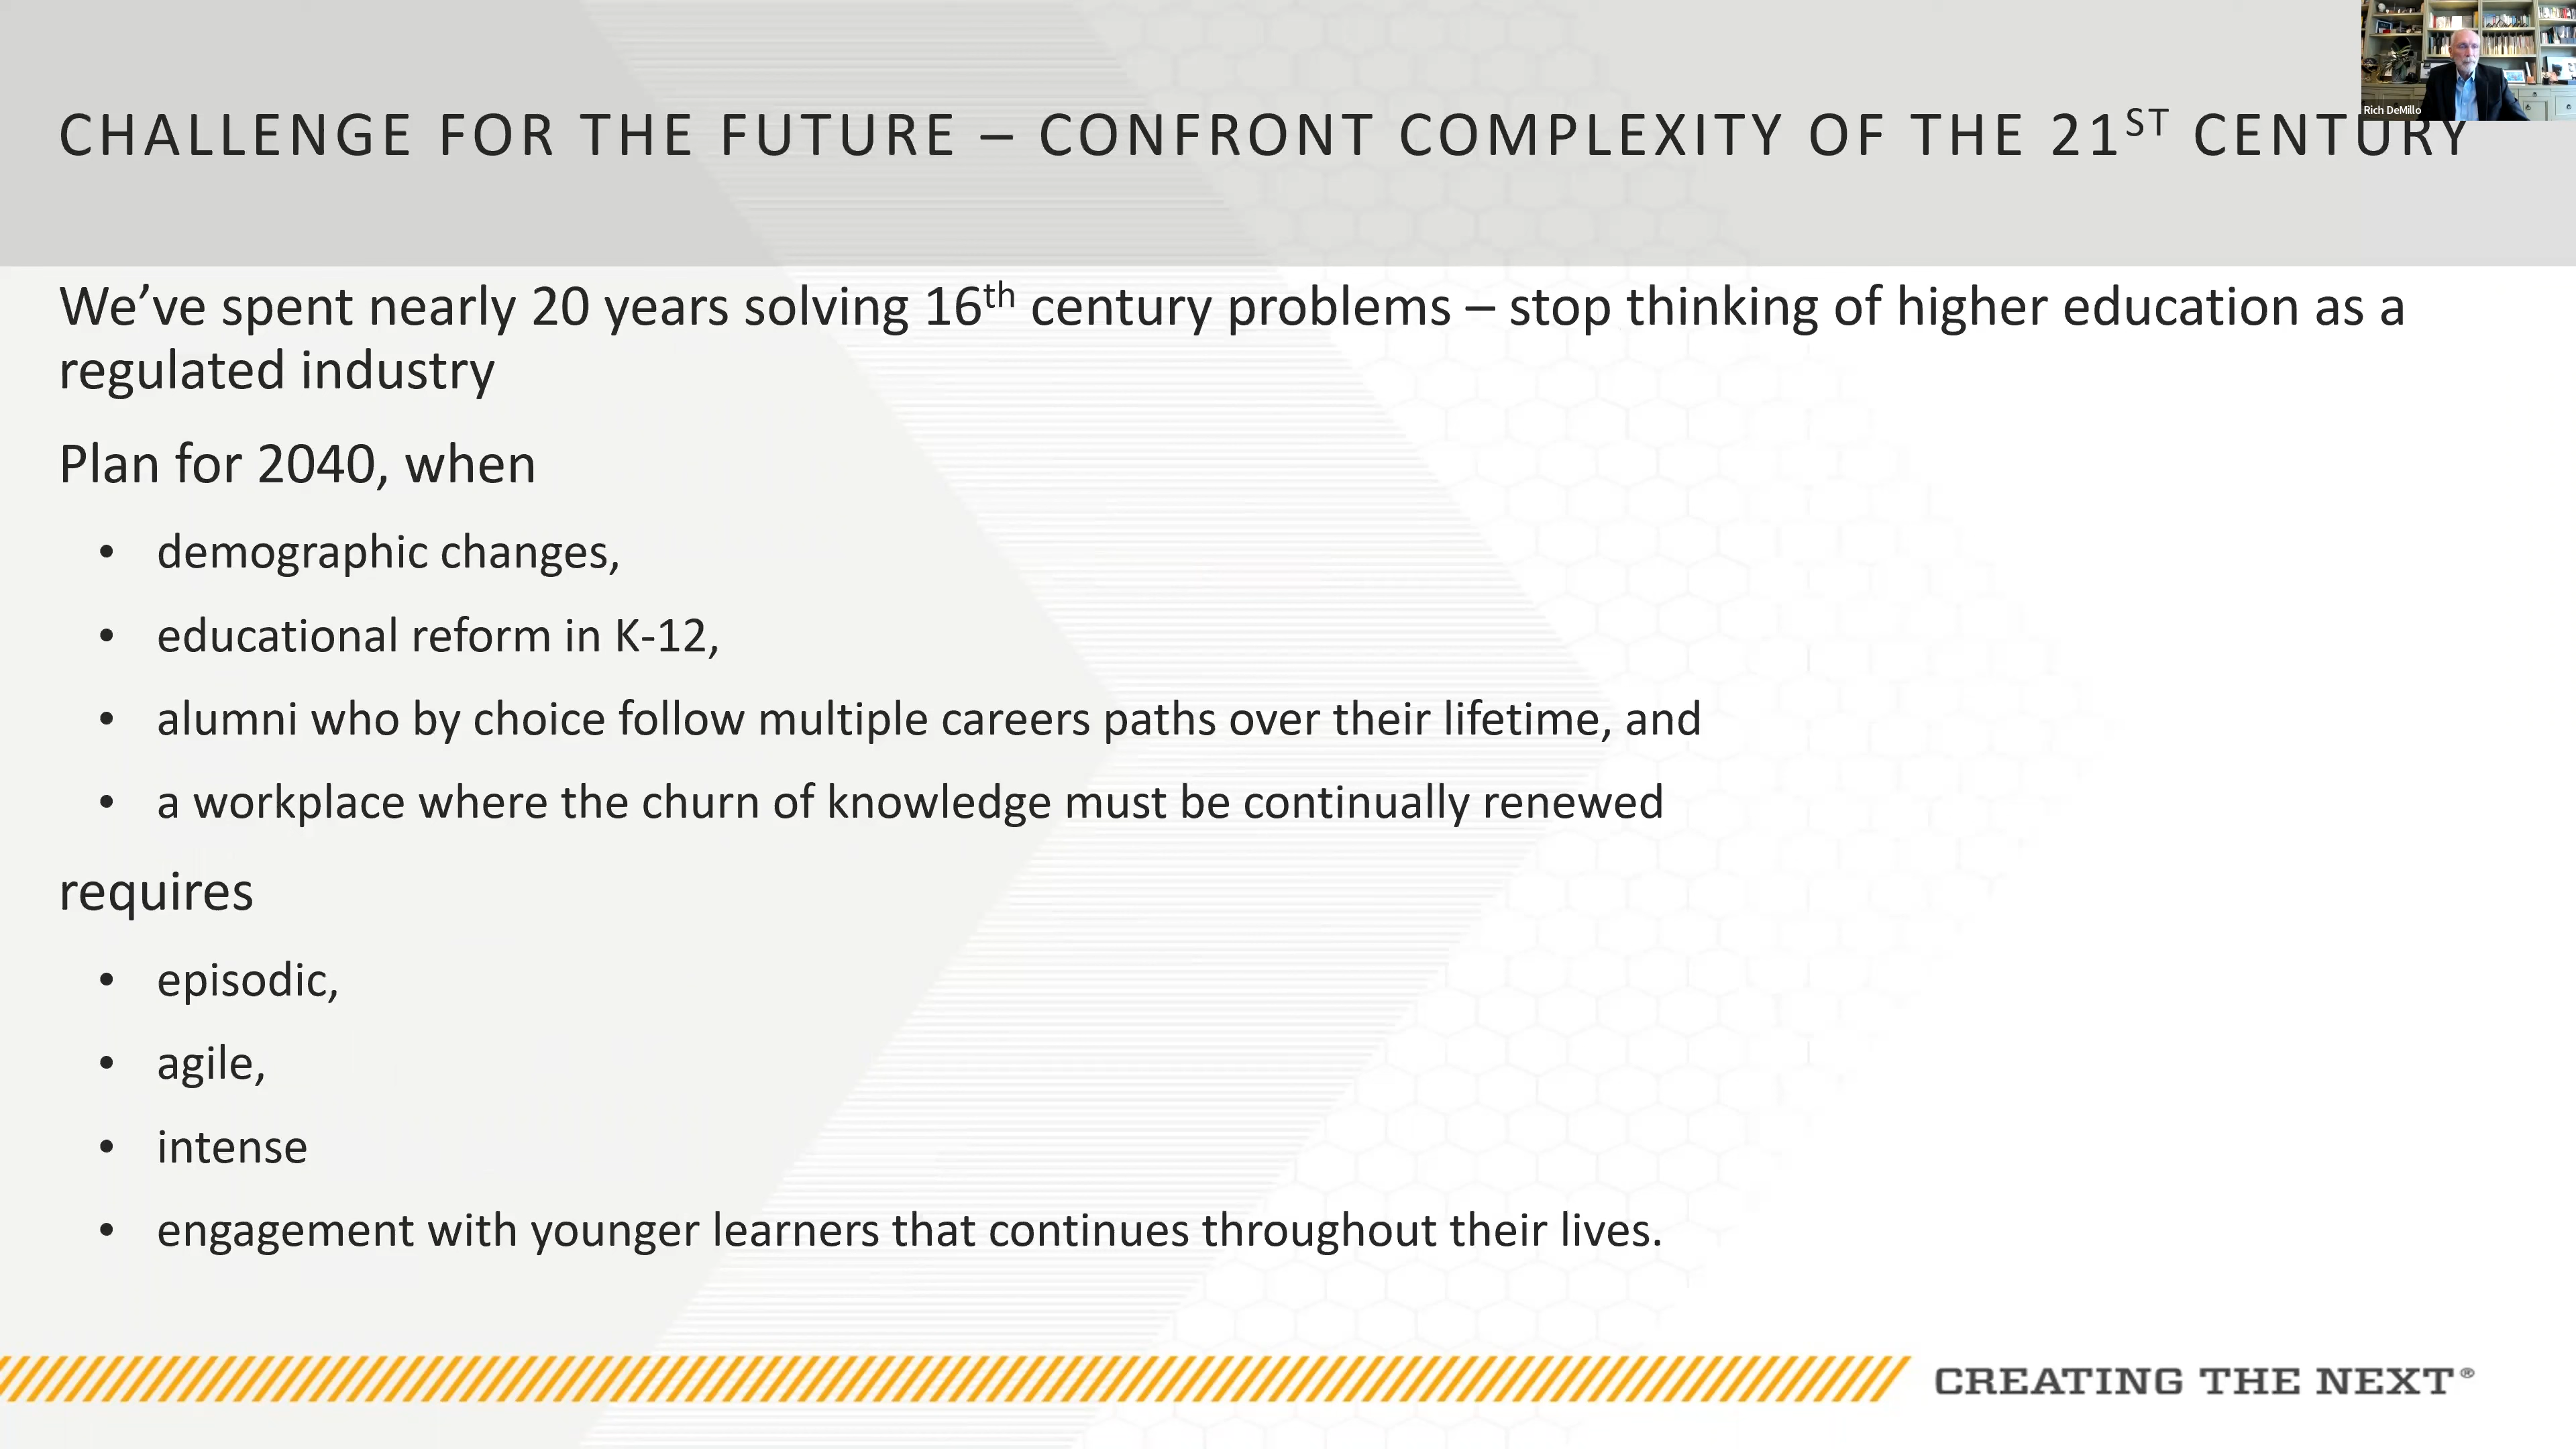 Rich DeMillo
CHALLENGE FOR THE FUTURE – CONFRONT COMPLEXITY OF THE 21ST CENTURY
We’ve spent nearly 20 years solving 16th century problems – stop thinking of higher education as a
regulated industry
Plan for 2040, when
• demographic changes,
• educational reform in K-12,
• alumni who by choice follow multiple careers paths over their lifetime, and
• a workplace where the churn of knowledge must be continually renewed
requires
• episodic,
• agile,
• intense
• engagement with younger learners that continues throughout their lives.
CREATING THE NEXT®